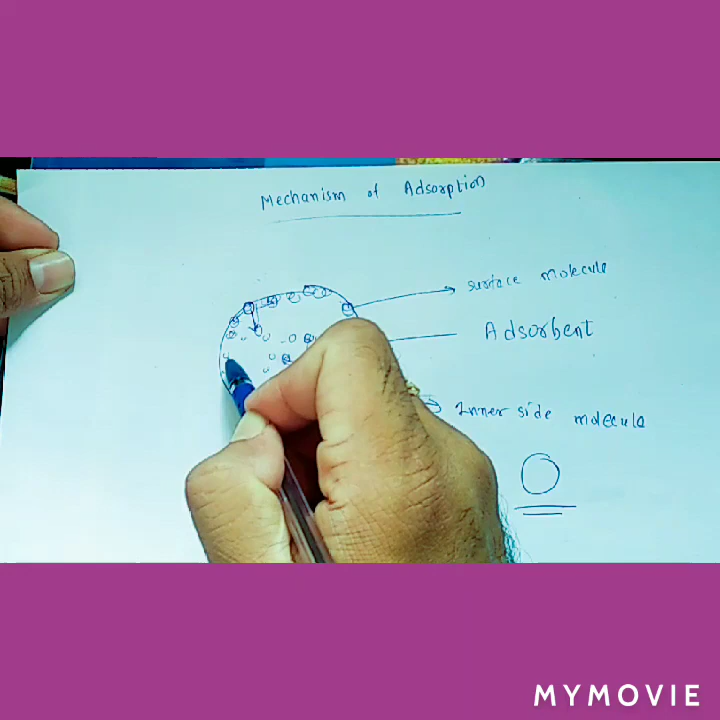 Mechanism of Adsorption
surface molecule
Adsorbent
Inner side molecule
MYMOVIE